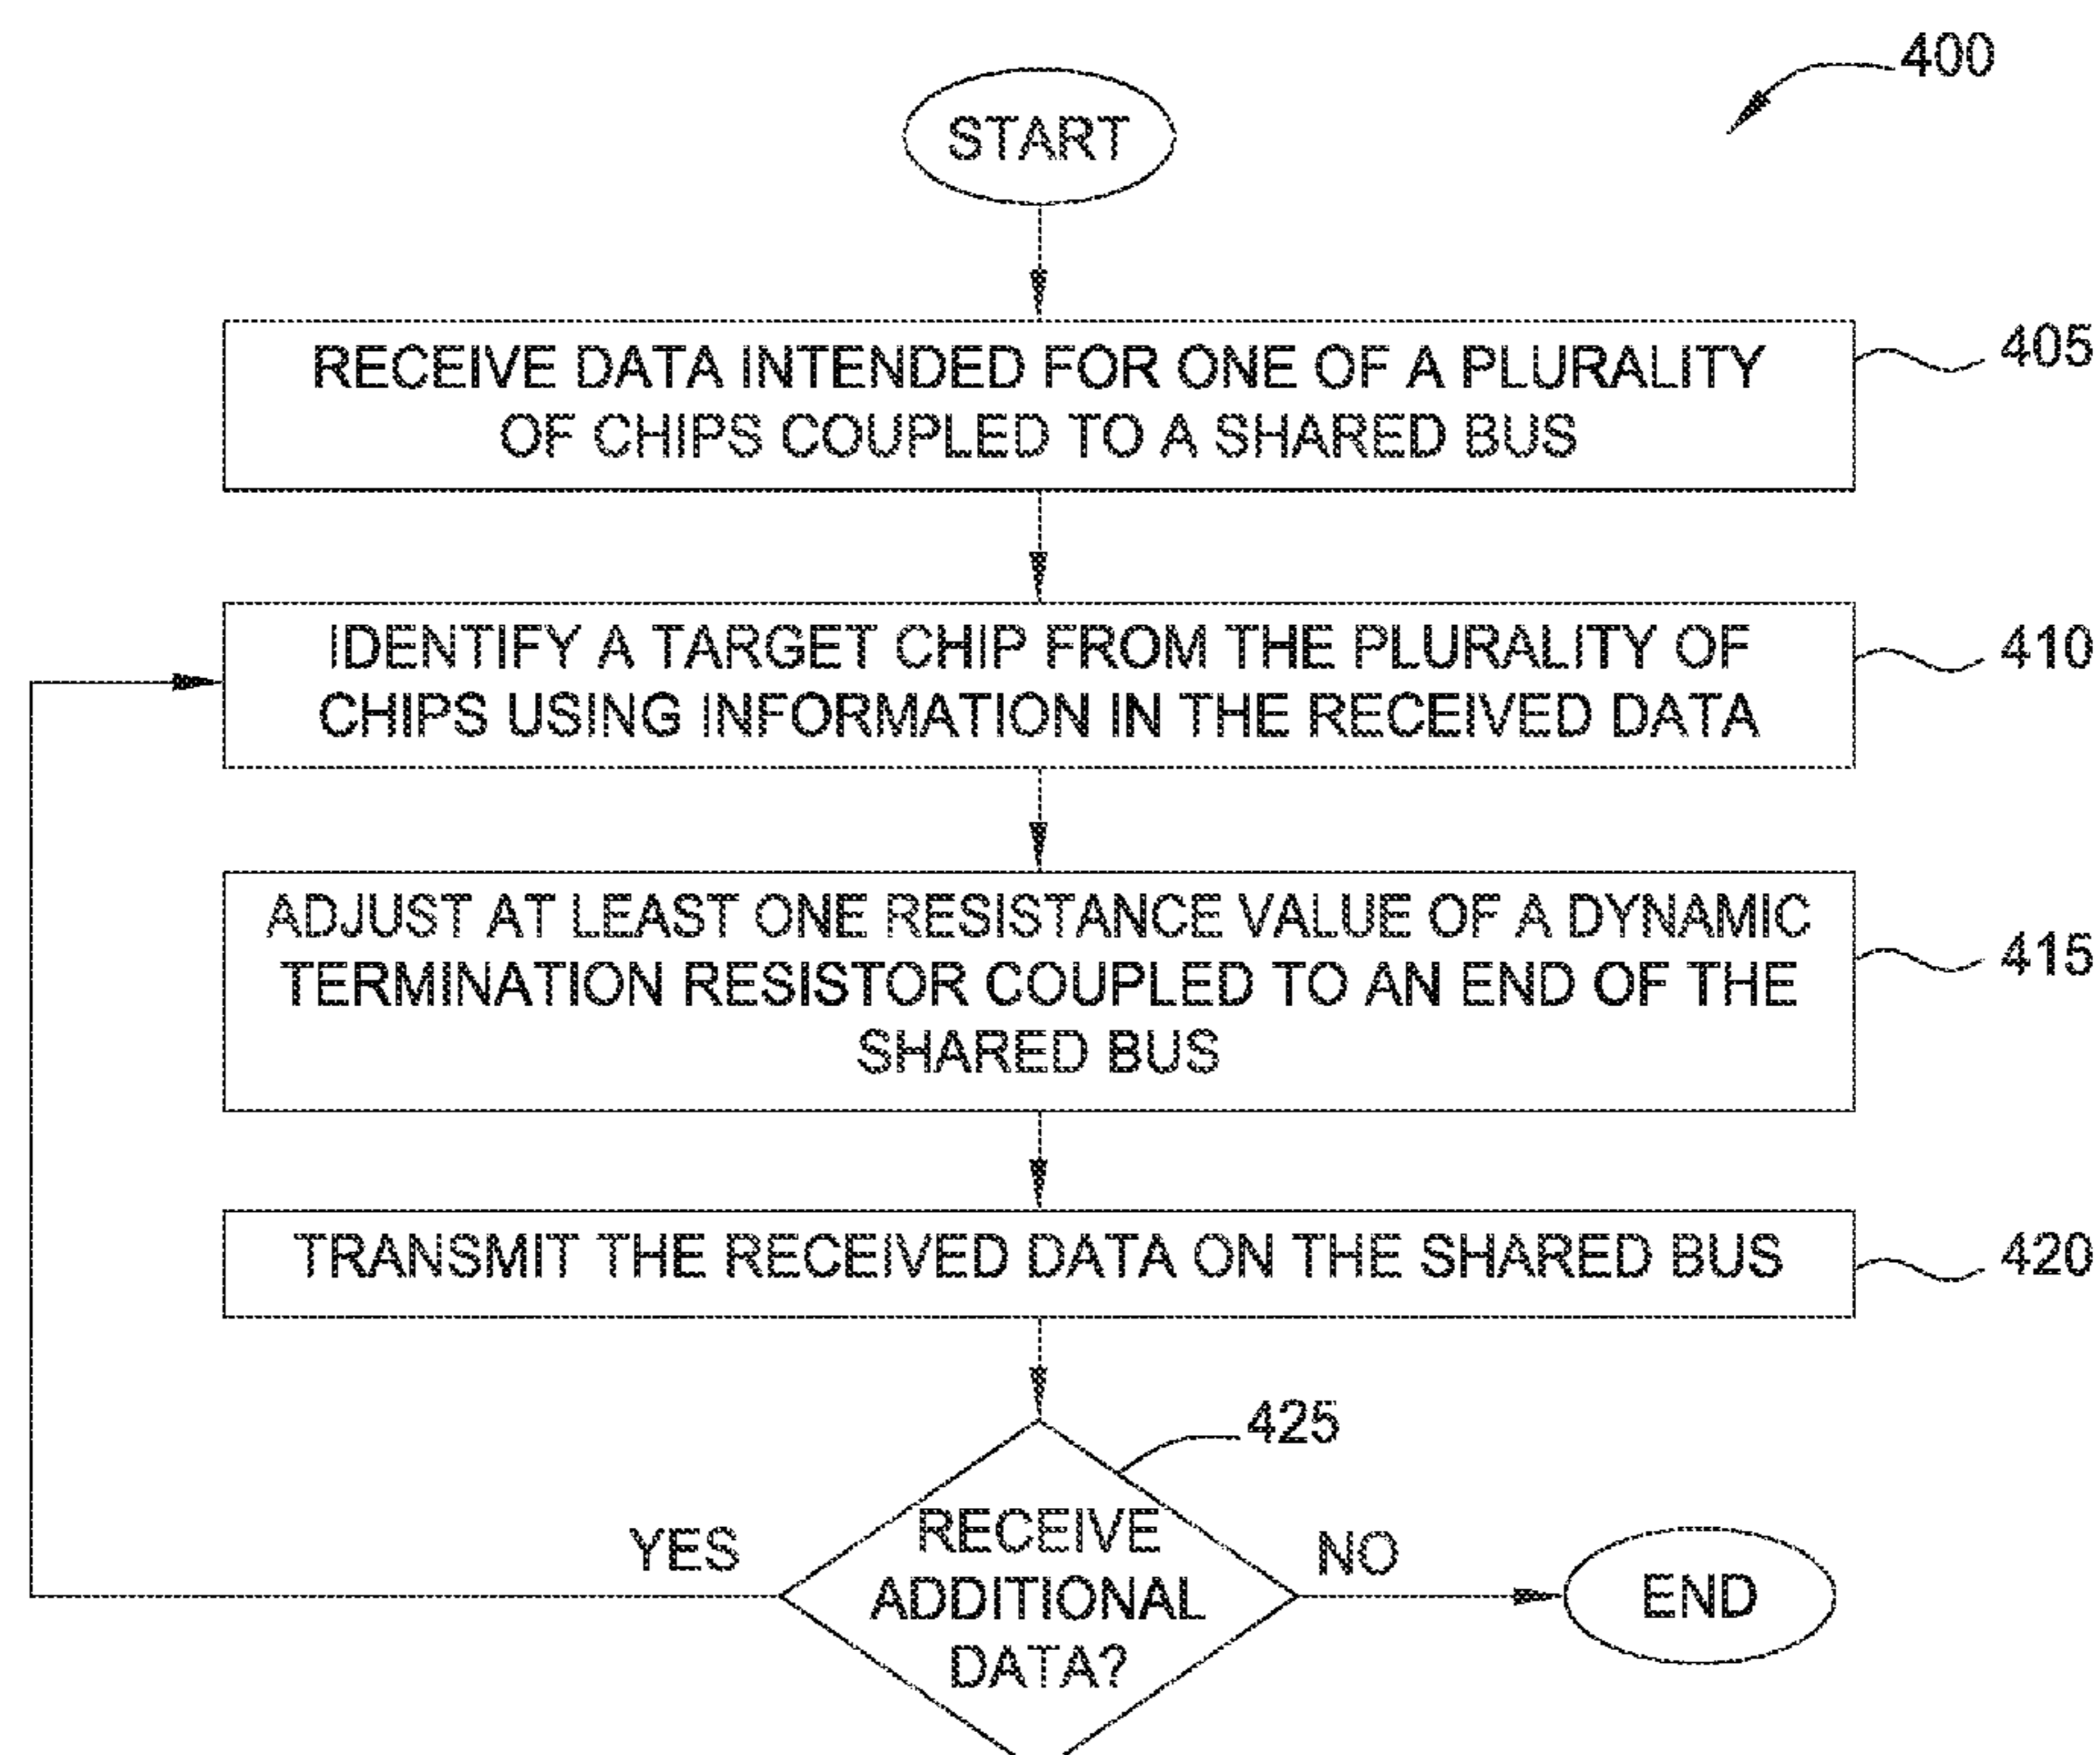 400
START
RECEIVE DATA INTENDED FOR ONE OF A PLURALITY
OF CHIPS COUPLED TO A SHARED BUS
405
IDENTIFY A TARGET CHIP FROM THE PLURALITY OF
CHIPS USING INFORMATION IN THE RECEIVED DATA
410
ADJUST AT LEAST ONE RESISTANCE VALUE OF A DYNAMIC
TERMINATION RESISTOR COUPLED TO AN END OF THE
SHARED BUS
415
TRANSMIT THE RECEIVED DATA ON THE SHARED BUS
420
425
RECEIVE
ADDITIONAL
DATA?
YES
NO
END